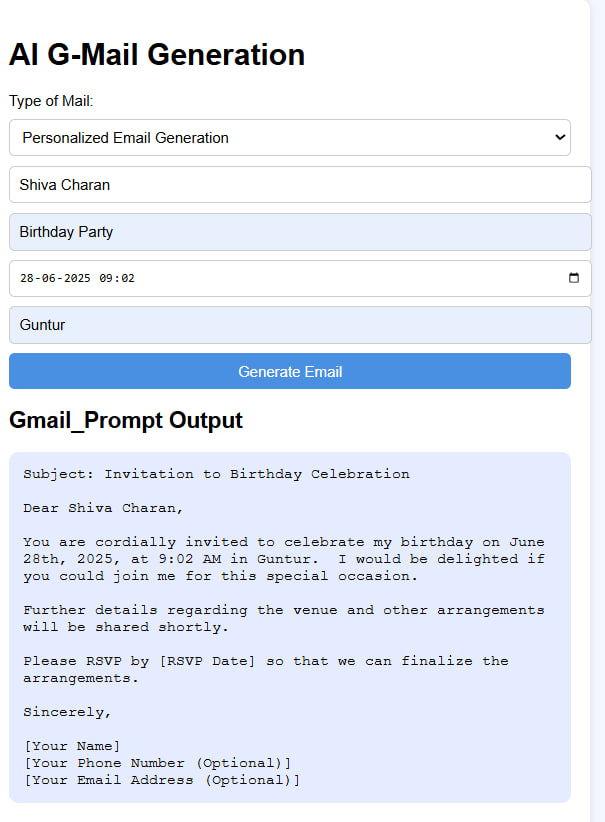 AI G-Mail Generation
Type of Mail:
Personalized Email Generation
Shiva Charan
Birthday Party
28-06-2025 09:02
Guntur
Generate Email
Gmail_Prompt Output
Subject: Invitation to Birthday Celebration
Dear Shiva Charan,
You are cordially invited to celebrate my birthday on June
28th, 2025, at 9:02 AM in Guntur.  I would be delighted if
you could join me for this special occasion.
Further details regarding the venue and other arrangements
will be shared shortly.
Please RSVP by [RSVP Date] so that we can finalize the
arrangements.
Sincerely,
[Your Name]
[Your Phone Number (Optional)]
[Your Email Address (Optional)]